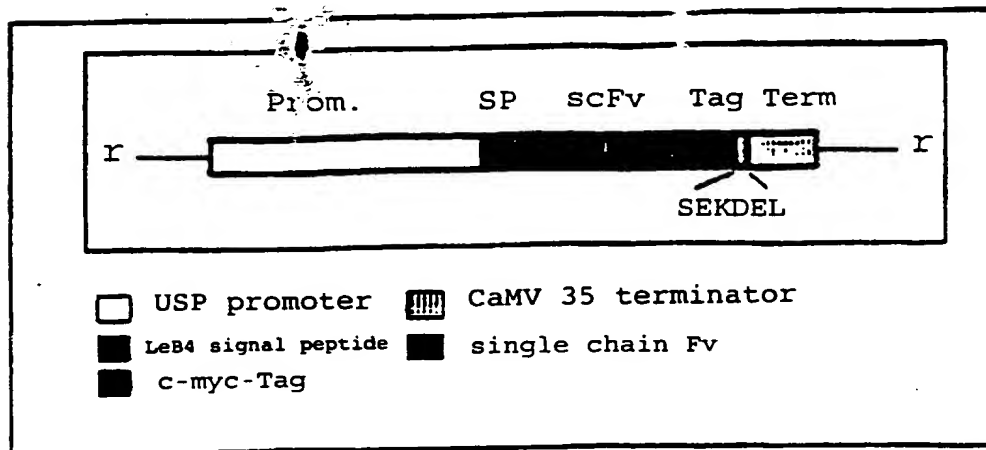 Prom. SP scFv Tag Term
r r
SEKDEL
USP promoter CaMV 35 terminator
LeB4 signal peptide single chain Fv
c-myc-Tag